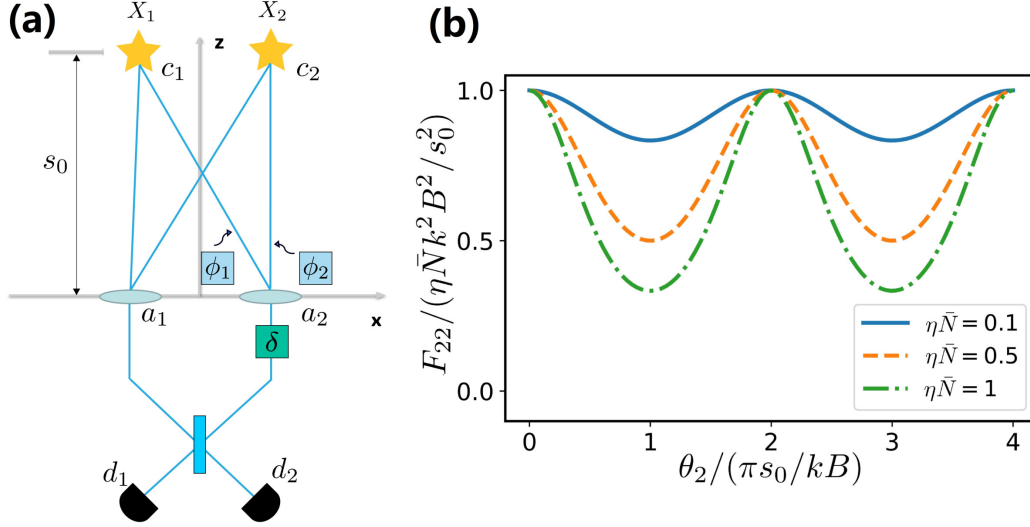 (a)
X₁
X₂
z
c₁
c₂
s₀
ϕ₁
ϕ₂
a₁
a₂
x
δ
d₁
d₂
(b)
F₂₂/(ηN̄k²B²/s₀²)
1.0
0.5
0.0
ηN̄ = 0.1
ηN̄ = 0.5
ηN̄ = 1
0
1
2
3
4
θ₂/(πs₀/kB)